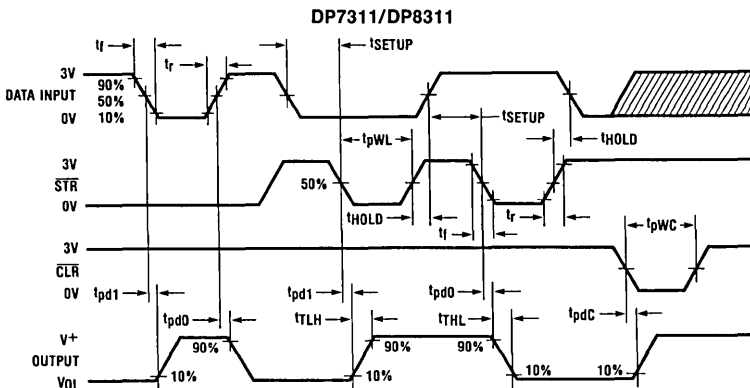 DP7311/DP8311
tf
tr
tSETUP
3V
90%
DATA INPUT
50%
0V
10%
tpWL
tSETUP
tHOLD
3V
STR
50%
0V
tHOLD
tf
tr
tpWC
3V
CLR
0V
tpd1
tpd0
tpd1
tTLH
tpd0
tTHL
tpdC
V+
OUTPUT
VOL
90%
90%
90%
10%
10%
10%
10%